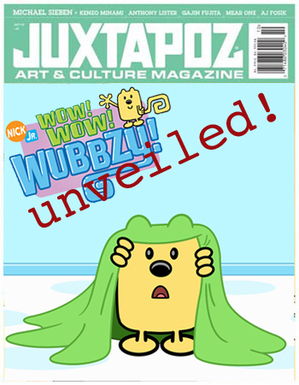 MICHAEL SIEBEN • KENZO MINAMI • ANTHONY LISTER • GAJIN FUJITA • MEAR ONE • AJ FOSIK
JUXTAPOZ
ART & CULTURE MAGAZINE
NICK JR.
WOW!
WOW!
WUBBZY!
unveiled!